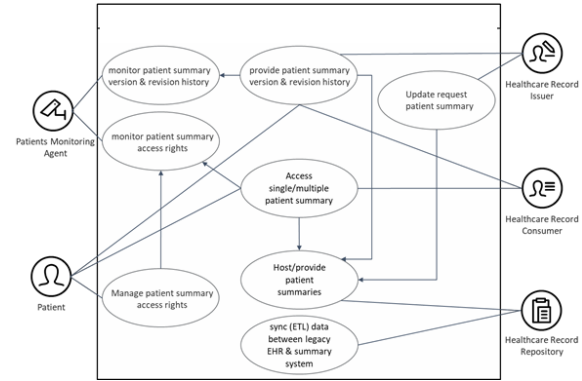 monitor patient summary
version & revision history
provide patient summary
version & revision history
Healthcare Record
Issuer
Update request
patient summary
Patients Monitoring
Agent
monitor patient summary
access rights
Access
single/multiple
patient summary
Healthcare Record
Consumer
Patient
Manage patient summary
access rights
Host/provide
patient
summaries
sync (ETL) data
between legacy
EHR & summary
system
Healthcare Record
Repository